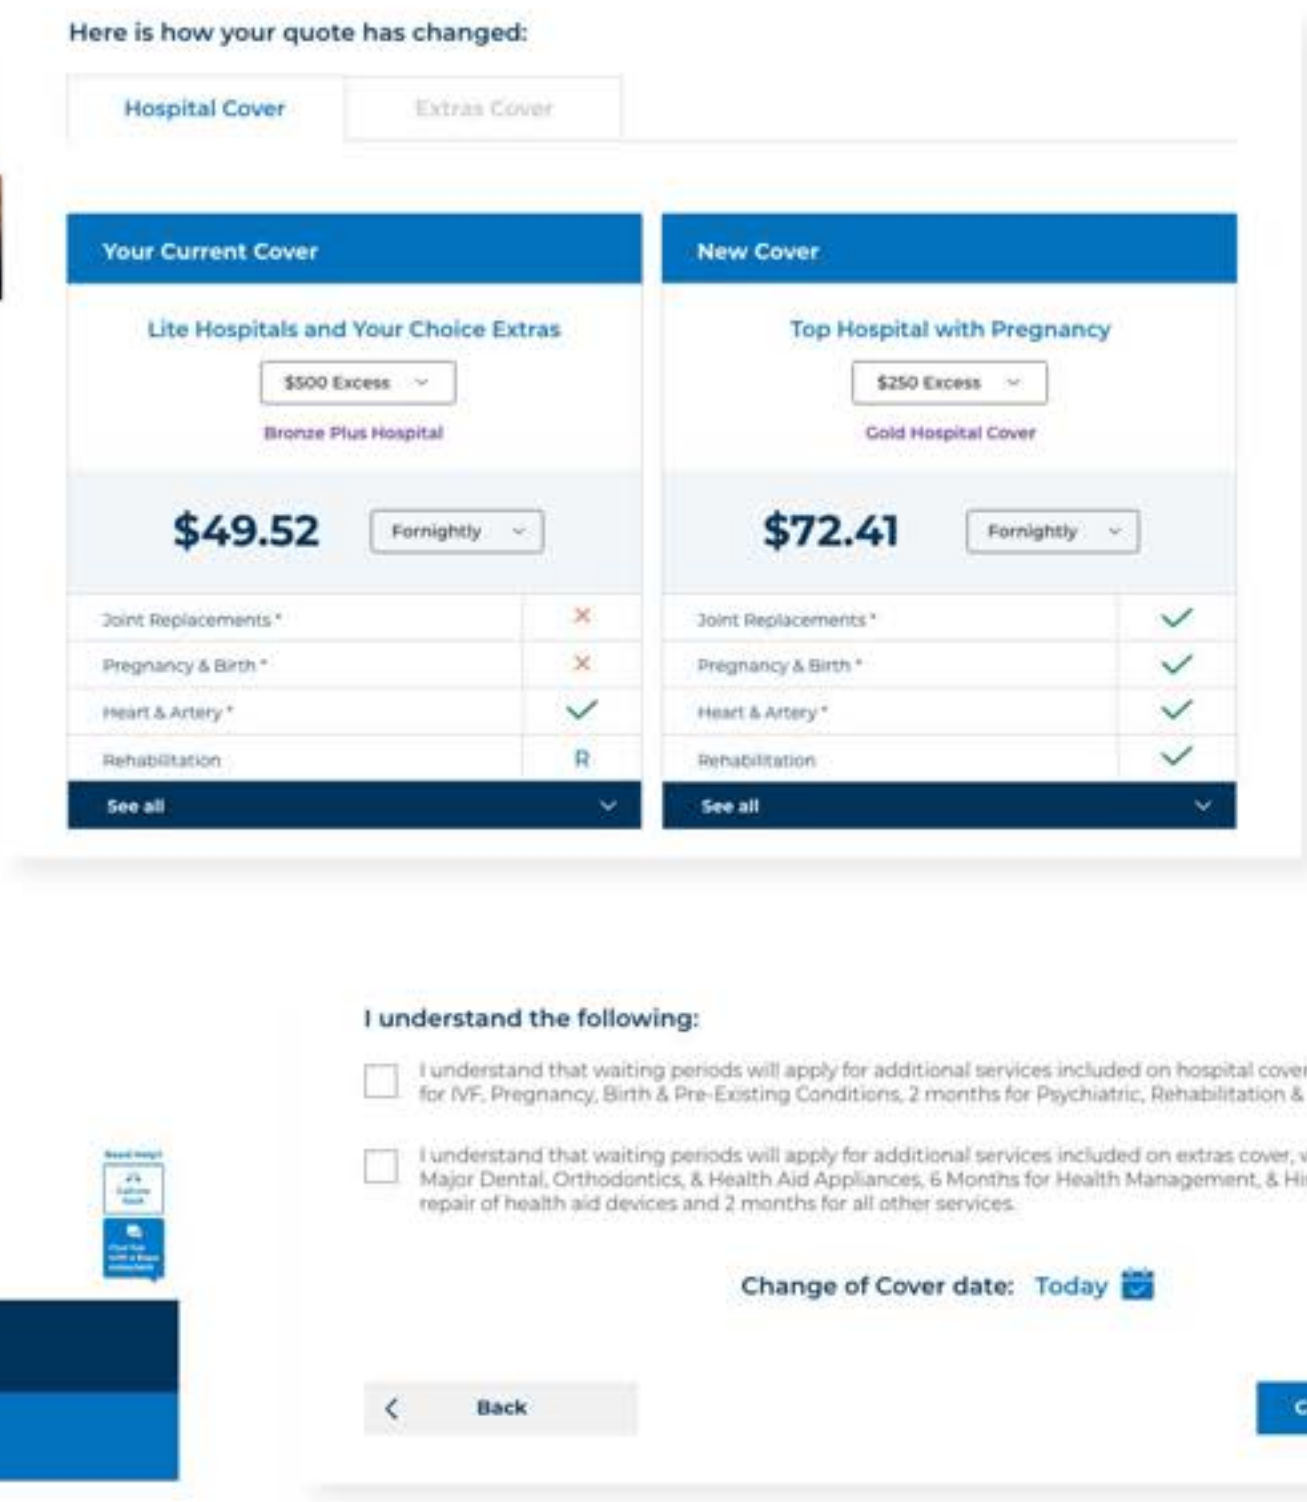 Here is how your quote has changed:
Hospital Cover
Extras Cover
Your Current Cover
Lite Hospitals and Your Choice Extras
$500 Excess
Bronze Plus Hospital
$49.52
Fornightly
Joint Replacements *
Pregnancy & Birth *
Heart & Artery *
Rehabilitation
R
See all
New Cover
Top Hospital with Pregnancy
$250 Excess
Gold Hospital Cover
$72.41
Fornightly
Joint Replacements *
Pregnancy & Birth *
Heart & Artery *
Rehabilitation
See all
I understand the following:
I understand that waiting periods will apply for additional services included on hospital cover
for IVF, Pregnancy, Birth & Pre-Existing Conditions, 2 months for Psychiatric, Rehabilitation &
I understand that waiting periods will apply for additional services included on extras cover,
Major Dental, Orthodontics, & Health Aid Appliances, 6 Months for Health Management, &
repair of health aid devices and 2 months for all other services.
Need Help?
Change of Cover date: Today
Back